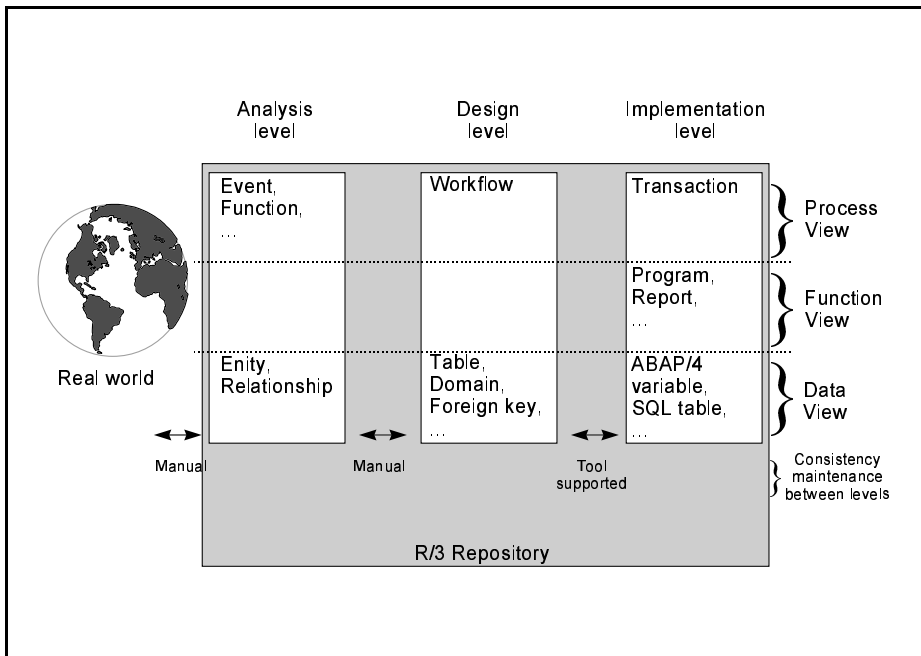 Analysis
level
Design
level
Implementation
level
Event,
Function,
...
Workflow
Transaction
Process
View
Program,
Report,
...
Function
View
Real world
Enity,
Relationship
Table,
Domain,
Foreign key,
...
ABAP/4
variable,
SQL table,
...
Data
View
Manual
Manual
Tool
supported
Consistency
maintenance
between levels
R/3 Repository